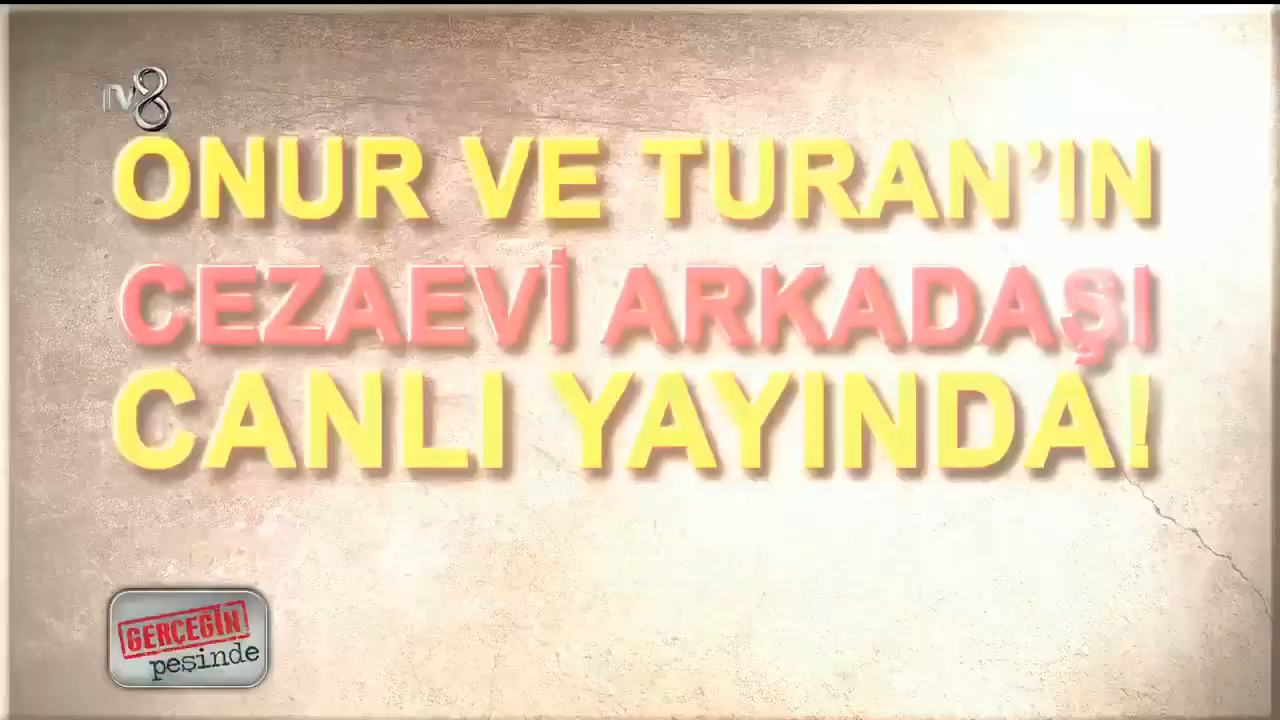 TV8
ONUR VE TURAN’IN
CEZAEVİ ARKADAŞI
CANLI YAYINDA!
GERÇEĞİN
peşinde